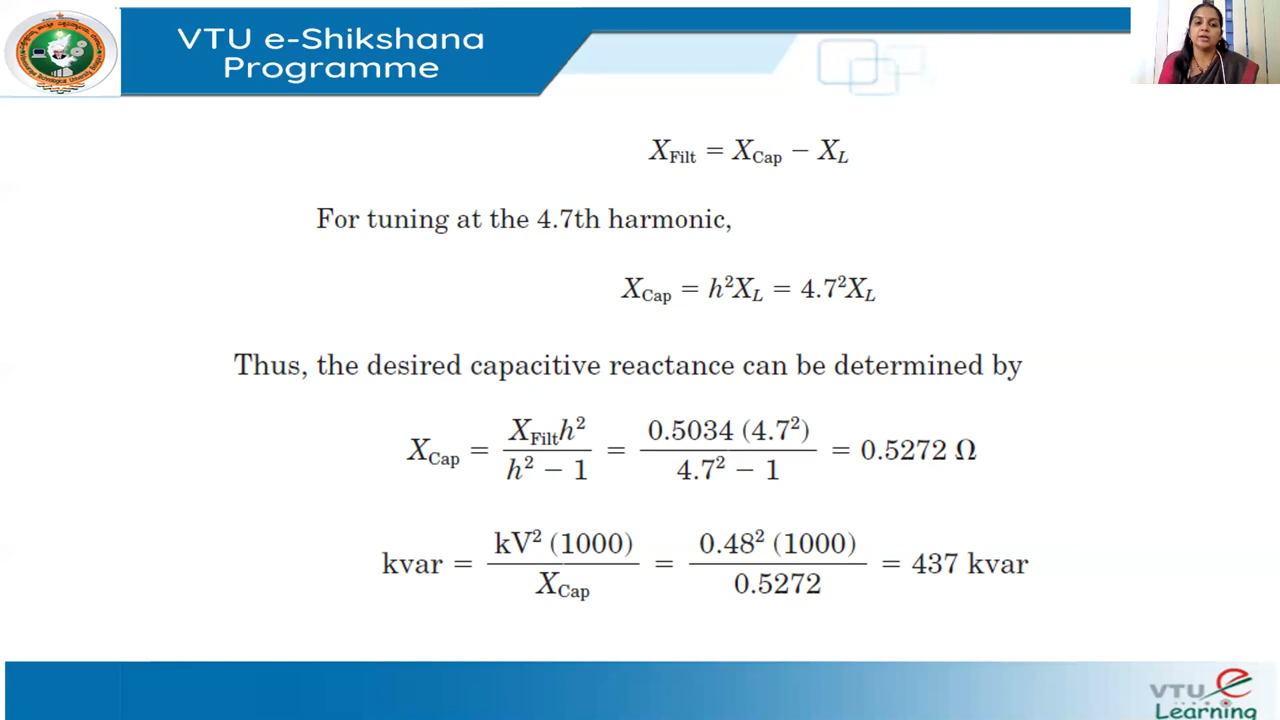 VTU e-Shikshana
Programme
X_Filt = X_Cap − X_L
For tuning at the 4.7th harmonic,
X_Cap = h²X_L = 4.7²X_L
Thus, the desired capacitive reactance can be determined by
X_Cap = X_Filt h² / (h² − 1) = 0.5034 (4.7²) / (4.7² − 1) = 0.5272 Ω
kvar = kV² (1000) / X_Cap = 0.48² (1000) / 0.5272 = 437 kvar
VTU e
Learning